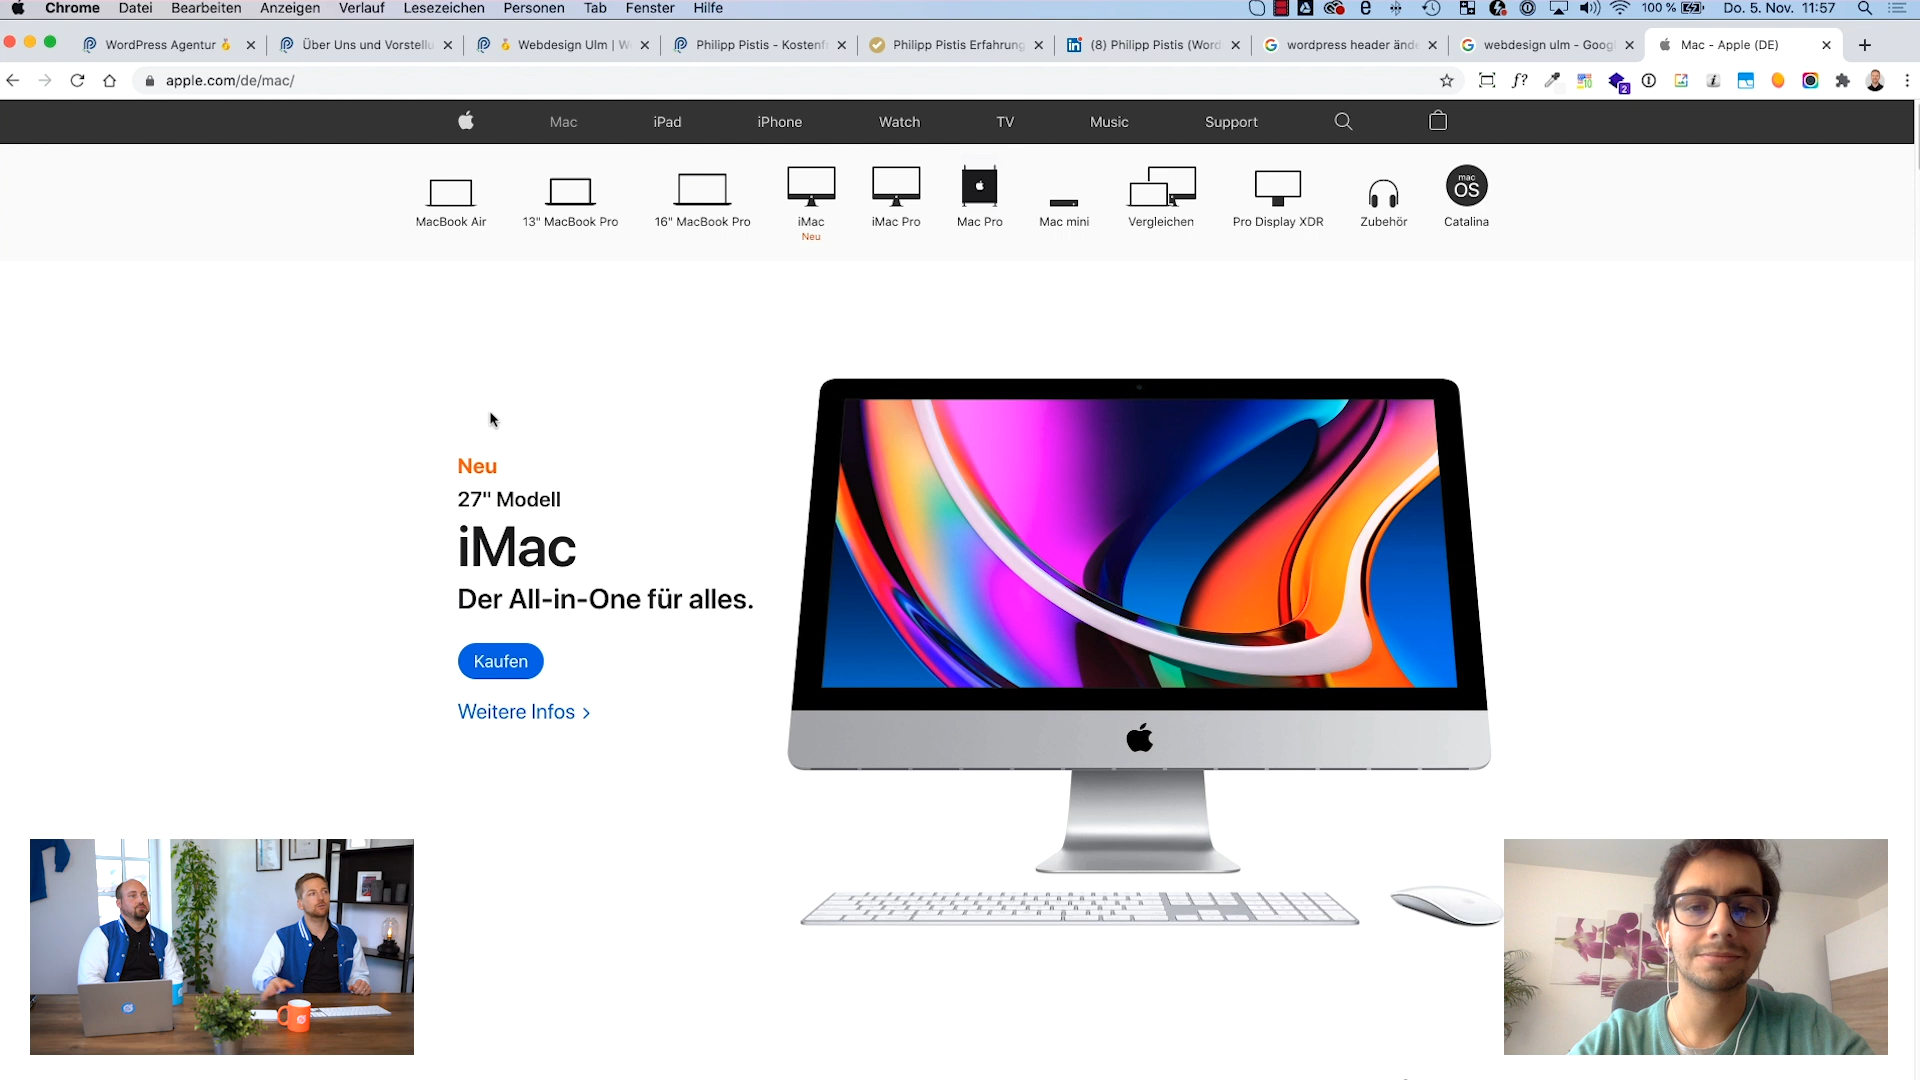 Chrome Datei Bearbeiten Anzeigen Verlauf Lesezeichen Personen Tab Fenster Hilfe 100 % Do. 5. Nov. 11:57
WordPress Agentur Über Uns und Vorstellu Webdesign Ulm | W Philipp Pistis - Kostenfr Philipp Pistis Erfahrung (8) Philipp Pistis (Word wordpress header ände webdesign ulm - Googl Mac - Apple (DE)
apple.com/de/mac/
Mac iPad iPhone Watch TV Music Support
mac
OS
MacBook Air 13" MacBook Pro 16" MacBook Pro iMac iMac Pro Mac Pro Mac mini Vergleichen Pro Display XDR Zubehör Catalina
Neu
Neu
27" Modell
iMac
Der All-in-One für alles.
Kaufen
Weitere Infos >